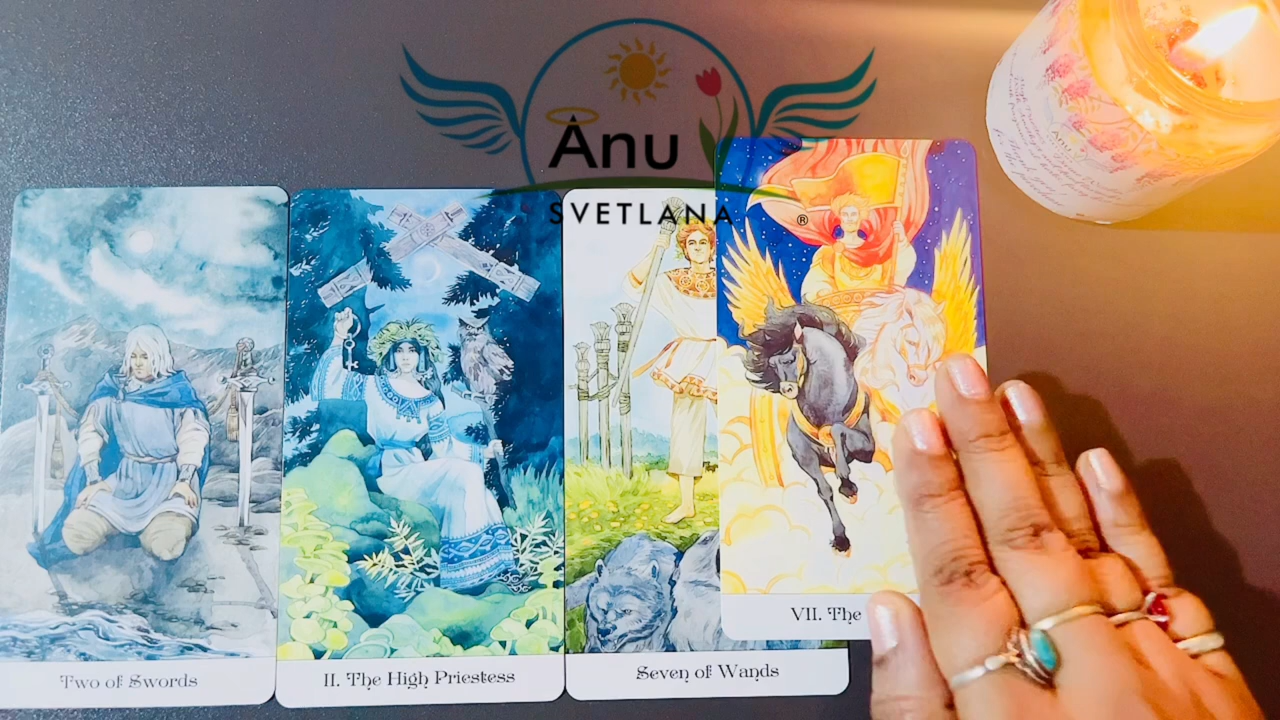 Anu
SVETLANA ®
Two of Swords
II. The High Priestess
Seven of Wands
VII. The